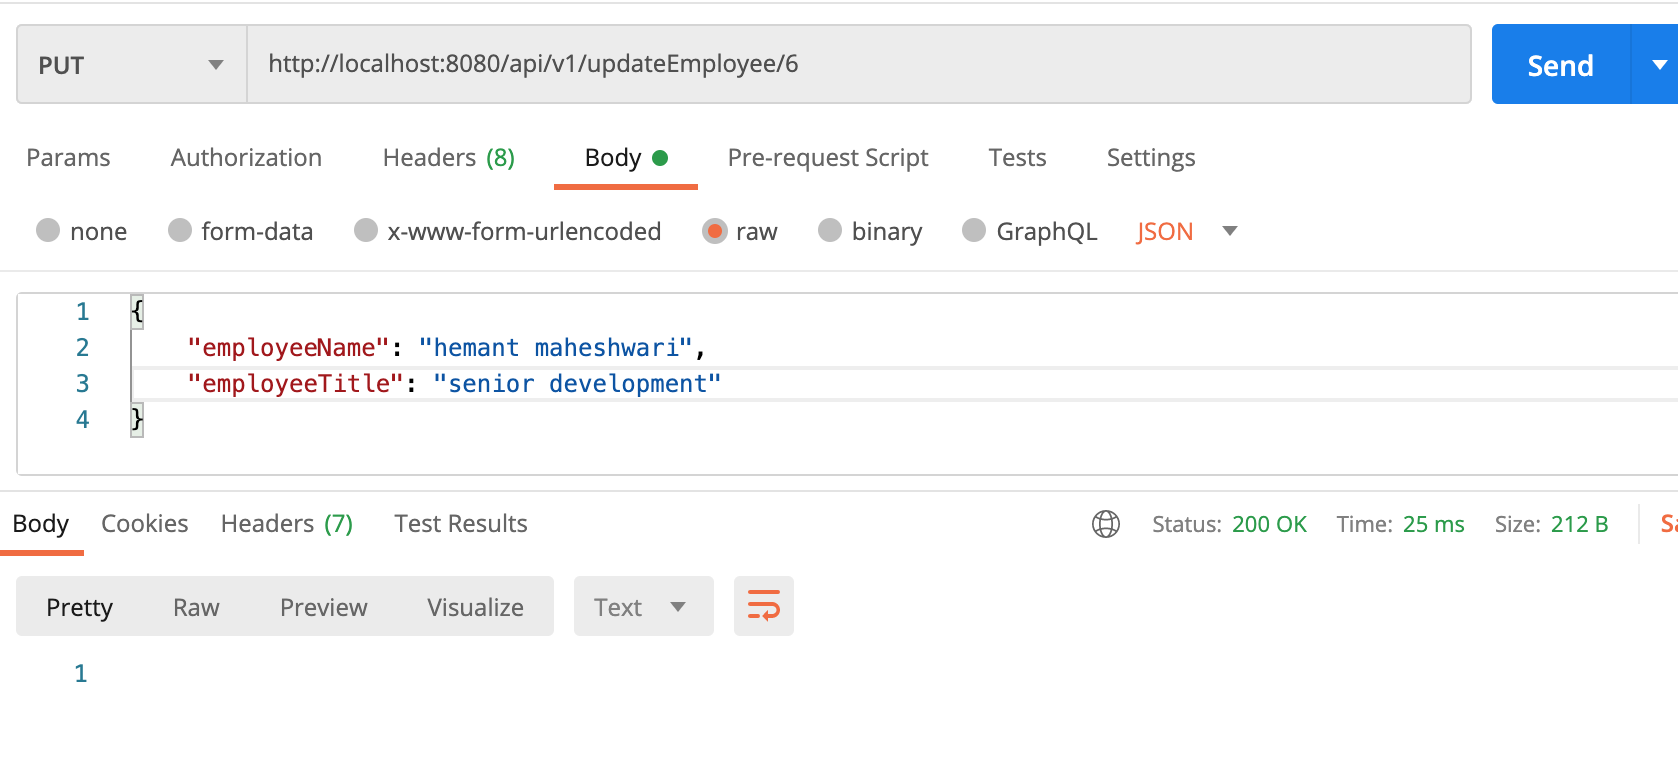 PUT http://localhost:8080/api/v1/updateEmployee/6 Send
Params Authorization Headers (8) Body Pre-request Script Tests Settings
none form-data x-www-form-urlencoded raw binary GraphQL JSON
1 {
2 "employeeName": "hemant maheshwari",
3 "employeeTitle": "senior development"
4 }
Body Cookies Headers (7) Test Results Status: 200 OK Time: 25 ms Size: 212 B
Pretty Raw Preview Visualize Text
1